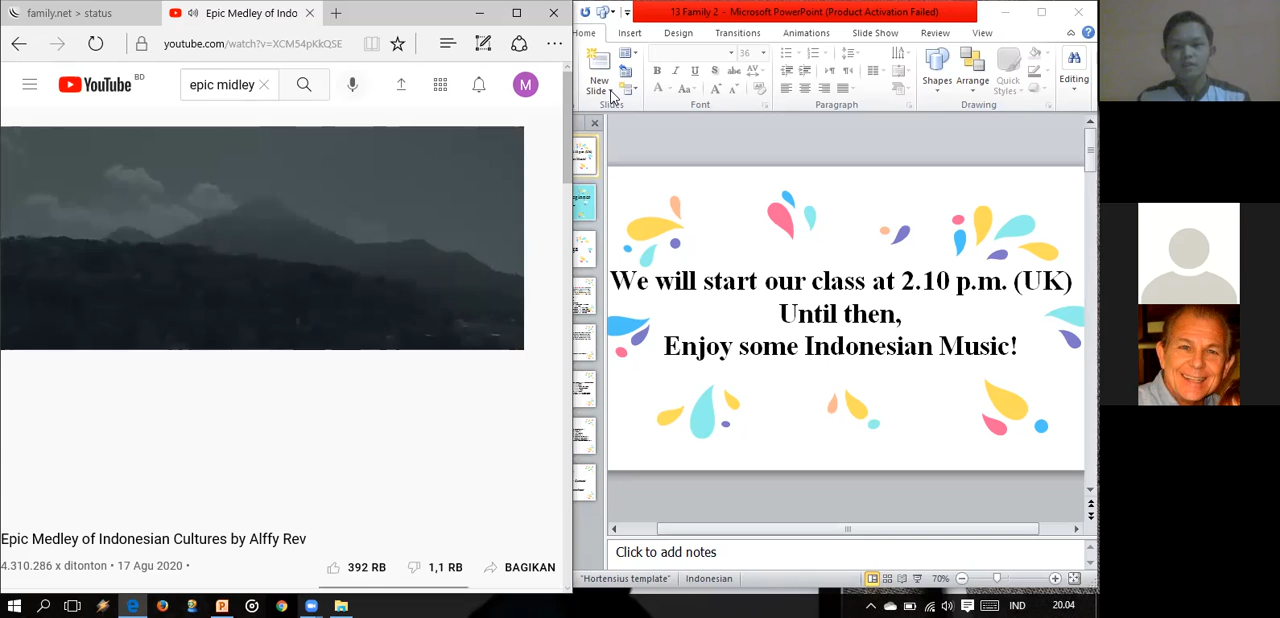 family.net > status
Epic Medley of Indo
youtube.com/watch?v=XCM54pKkQSE
YouTube BD
epic midley
M
Epic Medley of Indonesian Cultures by Alffy Rev
4.310.286 x ditonton • 17 Agu 2020 •
392 RB
1,1 RB
BAGIKAN
13 Family 2 - Microsoft PowerPoint (Product Activation Failed)
Home
Insert
Design
Transitions
Animations
Slide Show
Review
View
New
Slide
Slides
36
Font
Paragraph
Shapes
Arrange
Quick
Styles
Drawing
Editing
We will start our class at 2.10 p.m. (UK)
Until then,
Enjoy some Indonesian Music!
Click to add notes
"Hortensius template"
Indonesian
70%
IND
20.04